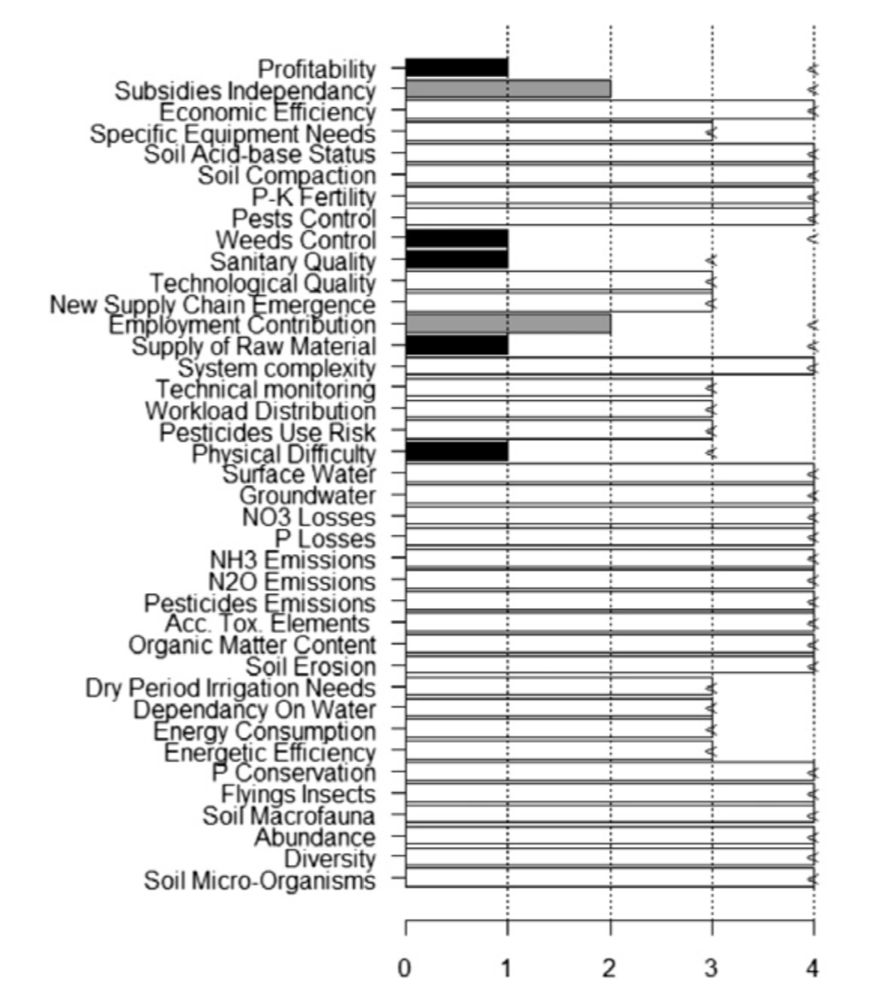 Profitability
Subsidies Independancy
Economic Efficiency
Specific Equipment Needs
Soil Acid-base Status
Soil Compaction
P-K Fertility
Pests Control
Weeds Control
Sanitary Quality
Technological Quality
New Supply Chain Emergence
Employment Contribution
Supply of Raw Material
System complexity
Technical monitoring
Workload Distribution
Pesticides Use Risk
Physical Difficulty
Surface Water
Groundwater
NO3 Losses
P Losses
NH3 Emissions
N2O Emissions
Pesticides Emissions
Acc. Tox. Elements
Organic Matter Content
Soil Erosion
Dry Period Irrigation Needs
Dependancy On Water
Energy Consumption
Energetic Efficiency
P Conservation
Flyings Insects
Soil Macrofauna
Abundance
Diversity
Soil Micro-Organisms
0 1 2 3 4